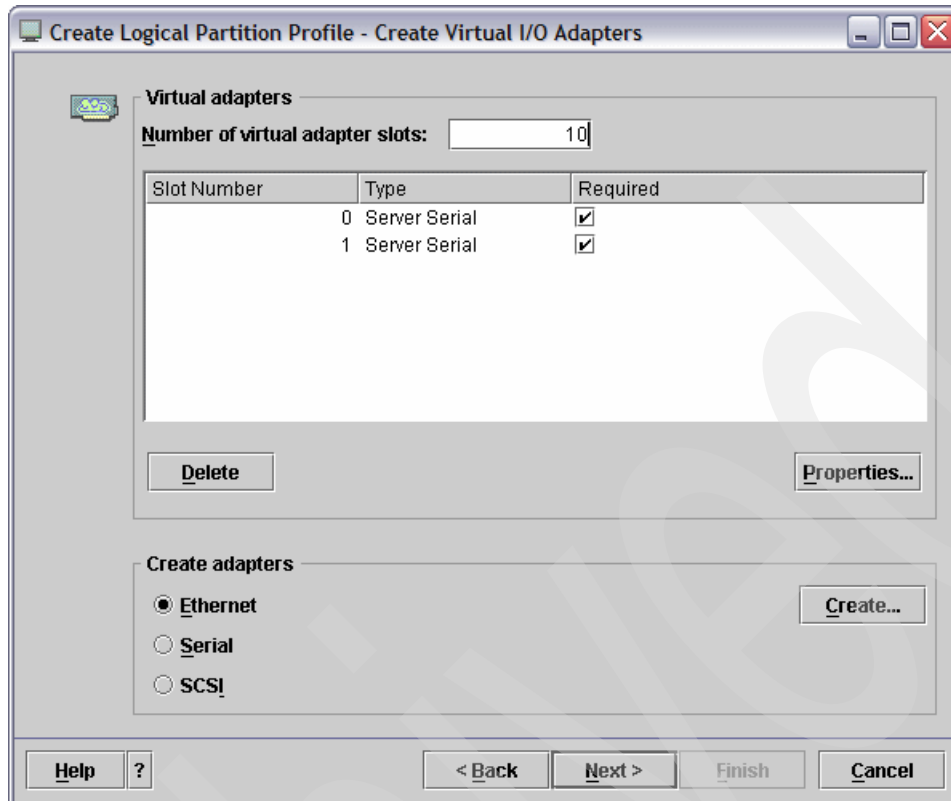 Create Logical Partition Profile - Create Virtual I/O Adapters
Virtual adapters
Number of virtual adapter slots: 10
Slot Number Type Required
0 Server Serial
1 Server Serial
Delete Properties...
Create adapters
Ethernet Create...
Serial
SCSI
Help ? < Back Next > Finish Cancel